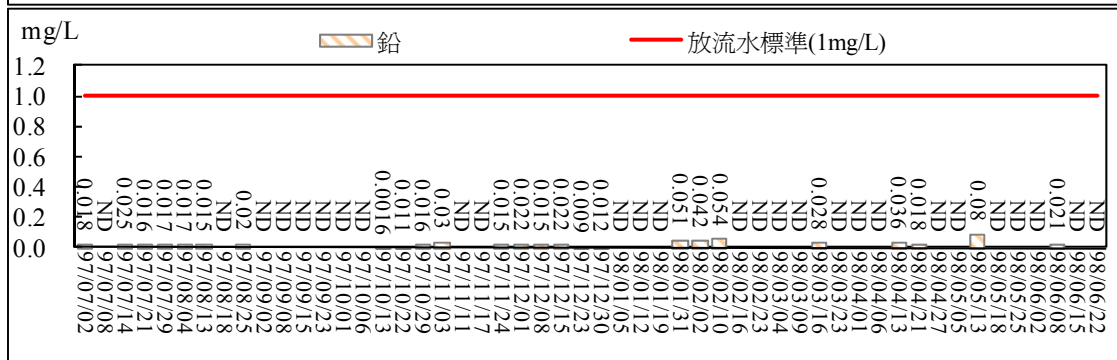 mg/L
鉛
放流水標準(1mg/L)
1.2
1.0
0.8
0.6
0.4
0.2
0.0
0.018
ND
0.025
0.016
0.017
0.017
0.015
ND
0.02
ND
ND
ND
ND
ND
ND
0.0016
0.011
0.016
0.03
ND
ND
0.015
0.022
0.015
0.022
0.009
0.012
ND
ND
ND
0.051
0.042
0.054
ND
ND
ND
ND
0.028
ND
ND
ND
0.036
0.018
ND
ND
0.08
ND
ND
ND
0.021
ND
ND
97/07/02
97/07/08
97/07/14
97/07/21
97/07/29
97/08/04
97/08/13
97/08/18
97/08/25
97/09/02
97/09/08
97/09/15
97/09/23
97/10/01
97/10/06
97/10/13
97/10/21
97/10/29
97/11/03
97/11/11
97/11/17
97/11/24
97/12/01
97/12/08
97/12/15
97/12/23
97/12/30
98/01/05
98/01/12
98/01/19
98/01/31
98/02/02
98/02/10
98/02/16
98/02/23
98/03/04
98/03/09
98/03/16
98/03/23
98/04/01
98/04/06
98/04/13
98/04/21
98/04/27
98/05/05
98/05/13
98/05/18
98/05/25
98/06/02
98/06/08
98/06/15
98/06/22